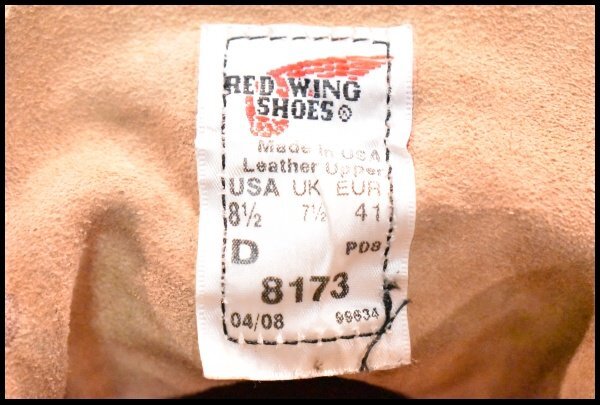 RED WING
SHOES®
Made in USA
Leather Upper
USA UK EUR
8½ 7½ 41
D P08
8173
04/08 99634